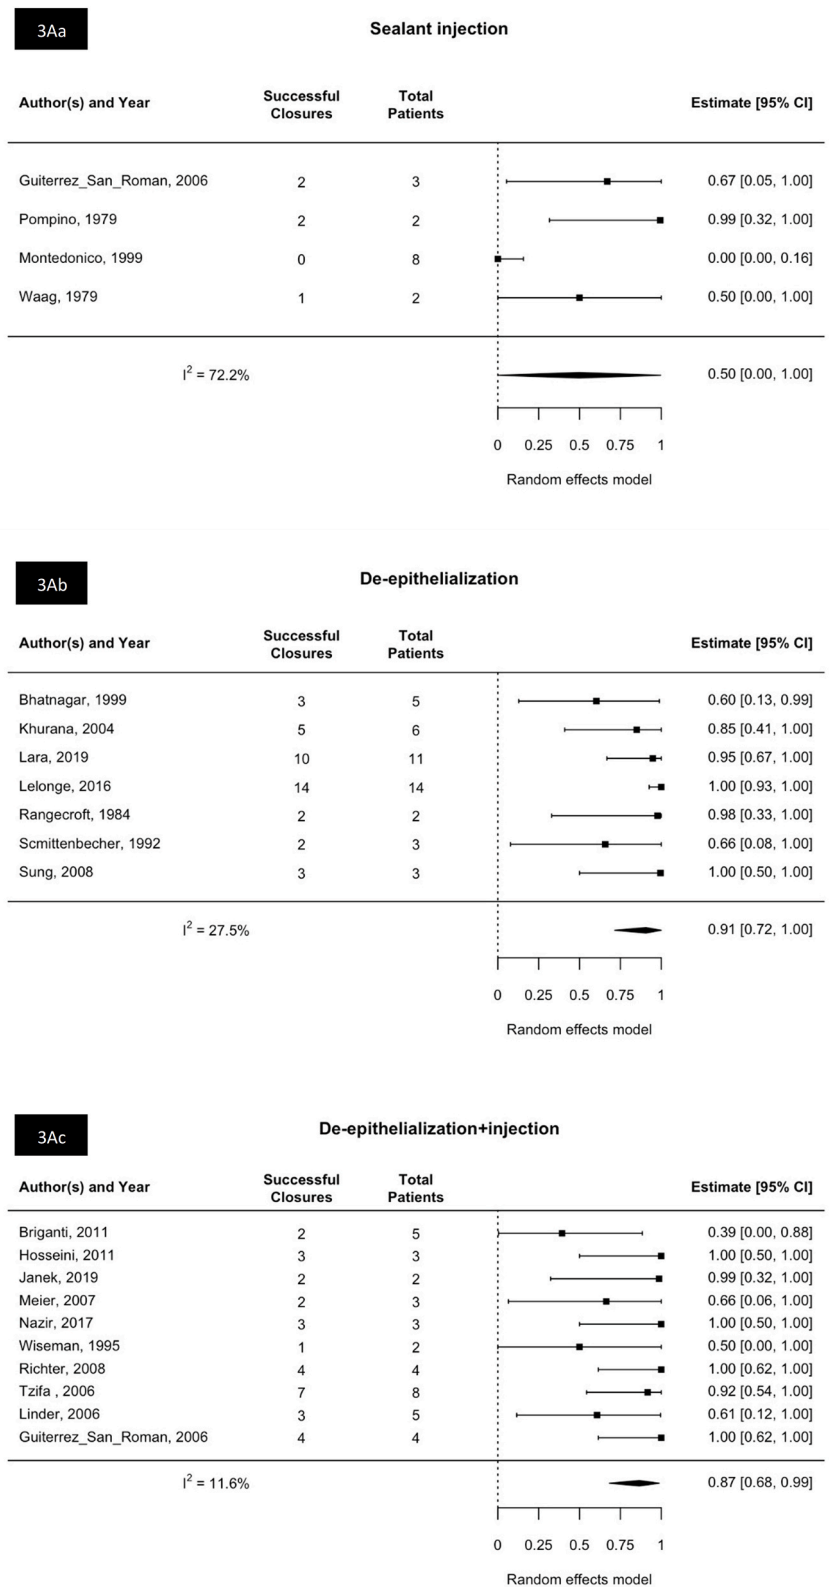 3Aa
Sealant injection
Author(s) and Year Successful Closures Total Patients Estimate [95% CI]
Guiterrez_San_Roman, 2006 2 3 0.67 [0.05, 1.00]
Pompino, 1979 2 2 0.99 [0.32, 1.00]
Montedonico, 1999 0 8 0.00 [0.00, 0.16]
Waag, 1979 1 2 0.50 [0.00, 1.00]
I² = 72.2% 0.50 [0.00, 1.00]
0 0.25 0.5 0.75 1
Random effects model
3Ab
De-epithelialization
Author(s) and Year Successful Closures Total Patients Estimate [95% CI]
Bhatnagar, 1999 3 5 0.60 [0.13, 0.99]
Khurana, 2004 5 6 0.85 [0.41, 1.00]
Lara, 2019 10 11 0.95 [0.67, 1.00]
Lelonge, 2016 14 14 1.00 [0.93, 1.00]
Rangecroft, 1984 2 2 0.98 [0.33, 1.00]
Scmittenbecher, 1992 2 3 0.66 [0.08, 1.00]
Sung, 2008 3 3 1.00 [0.50, 1.00]
I² = 27.5% 0.91 [0.72, 1.00]
0 0.25 0.5 0.75 1
Random effects model
3Ac
De-epithelialization+injection
Author(s) and Year Successful Closures Total Patients Estimate [95% CI]
Briganti, 2011 2 5 0.39 [0.00, 0.88]
Hosseini, 2011 3 3 1.00 [0.50, 1.00]
Janek, 2019 2 2 0.99 [0.32, 1.00]
Meier, 2007 2 3 0.66 [0.06, 1.00]
Nazir, 2017 3 3 1.00 [0.50, 1.00]
Wiseman, 1995 1 2 0.50 [0.00, 1.00]
Richter, 2008 4 4 1.00 [0.62, 1.00]
Tzifa , 2006 7 8 0.92 [0.54, 1.00]
Linder, 2006 3 5 0.61 [0.12, 1.00]
Guiterrez_San_Roman, 2006 4 4 1.00 [0.62, 1.00]
I² = 11.6% 0.87 [0.68, 0.99]
0 0.25 0.5 0.75 1
Random effects model